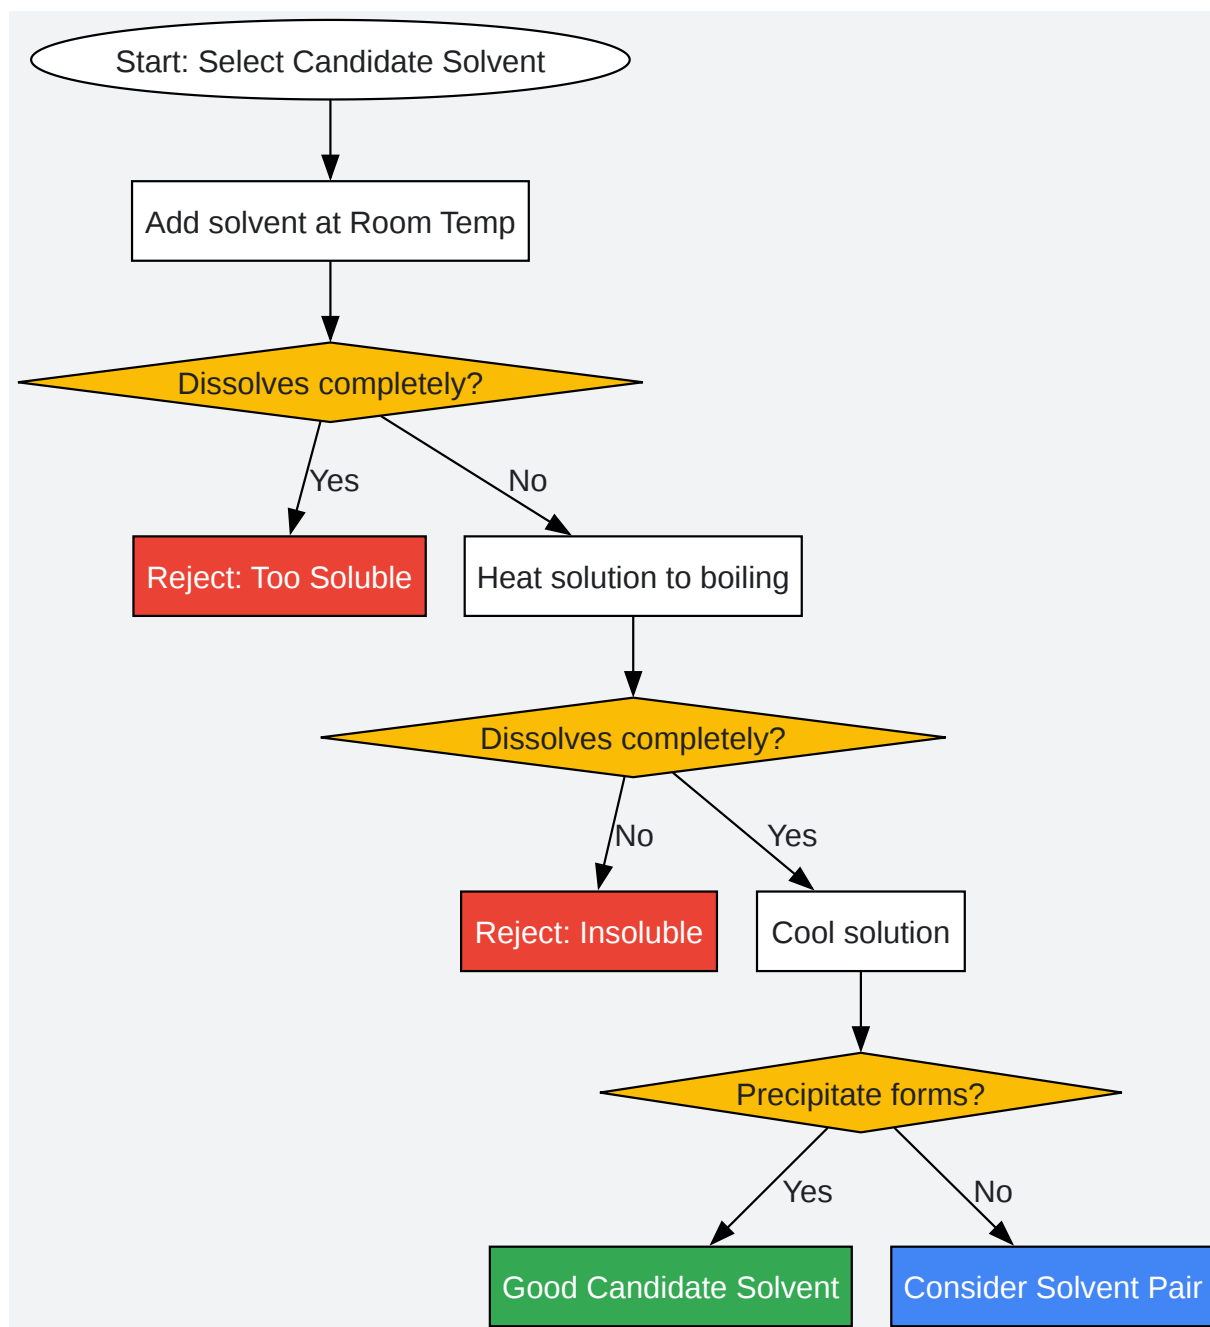 Start: Select Candidate Solvent
Add solvent at Room Temp
Dissolves completely?
Yes
No
Reject: Too Soluble
Heat solution to boiling
Dissolves completely?
No
Yes
Reject: Insoluble
Cool solution
Precipitate forms?
Yes
No
Good Candidate Solvent
Consider Solvent Pair